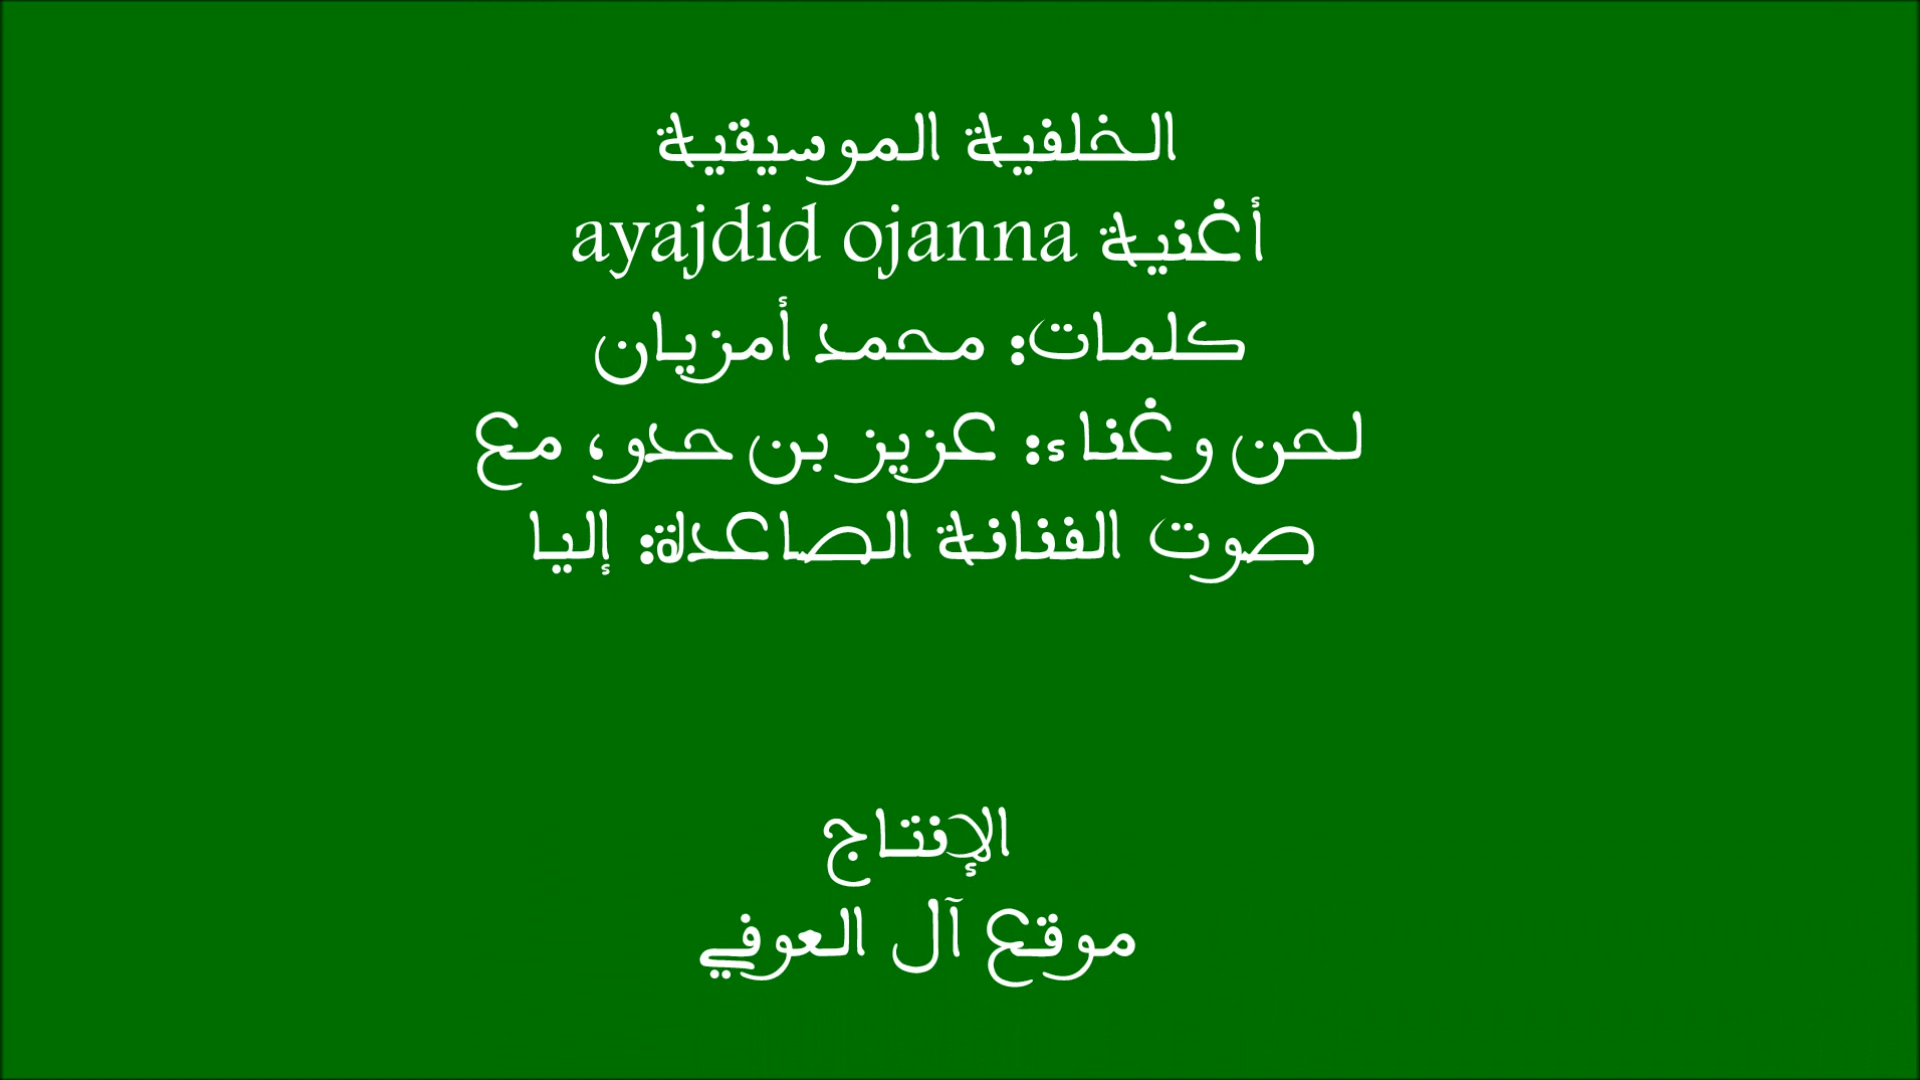 الخلفية الموسيقية
أغنية ayajdid ojanna
كلمات: محمد أمزيان
لحن وغناء: عزيز بن حدو، مع
صوت الفنانة الصاعدة: إليا
الإنتاج
موقع آل العوفي